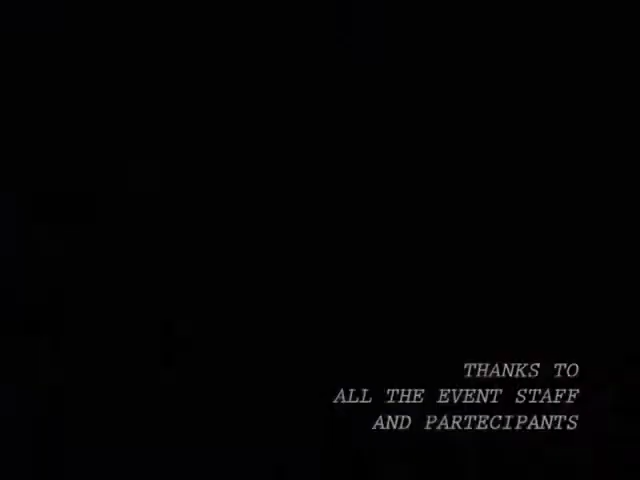 THANKS TO
ALL THE EVENT STAFF
AND PARTECIPANTS